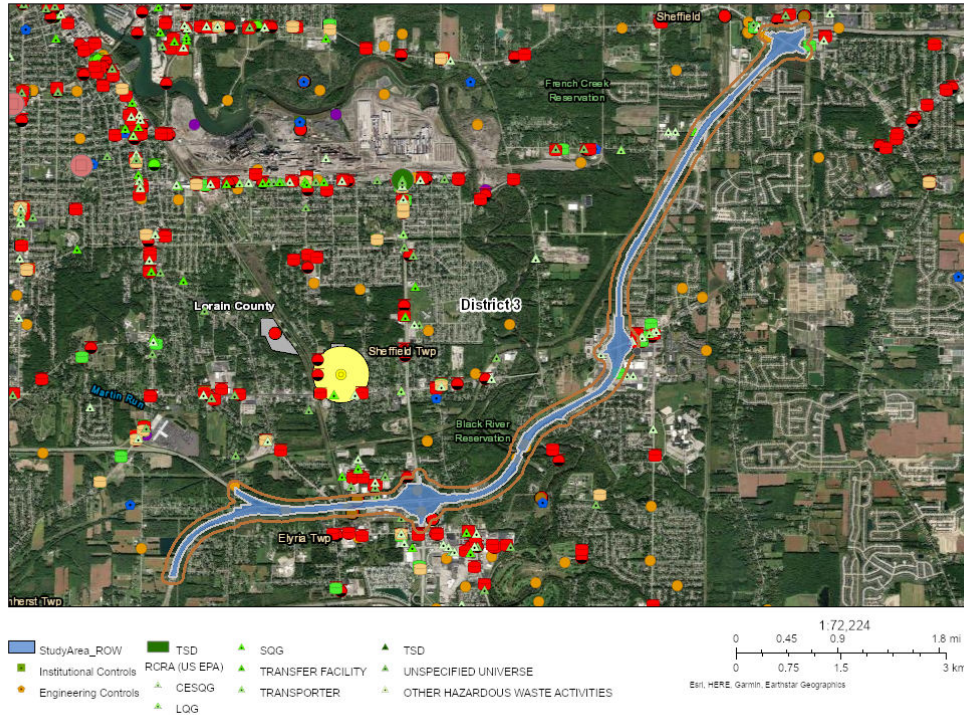 Sheffield
French Creek
Reservation
Lorain County
District 3
Sheffield Twp
Martin Run
Black River
Reservation
Elyria Twp
mherst Twp
StudyArea_ROW
Institutional Controls
Engineering Controls
TSD
RCRA (US EPA)
CESQG
LQG
SQG
TRANSFER FACILITY
TRANSPORTER
TSD
UNSPECIFIED UNIVERSE
OTHER HAZARDOUS WASTE ACTIVITIES
1:72,224
0 0.45 0.9 1.8 mi
0 0.75 1.5 3 km
Esri, HERE, Garmin, Earthstar Geographics